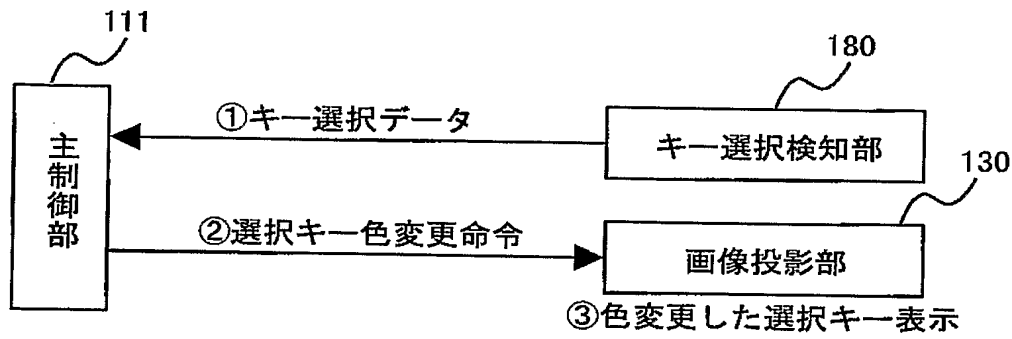 111
180
①キー選択データ
キー選択検知部
主制御部
130
②選択キー色変更命令
画像投影部
③色変更した選択キー表示